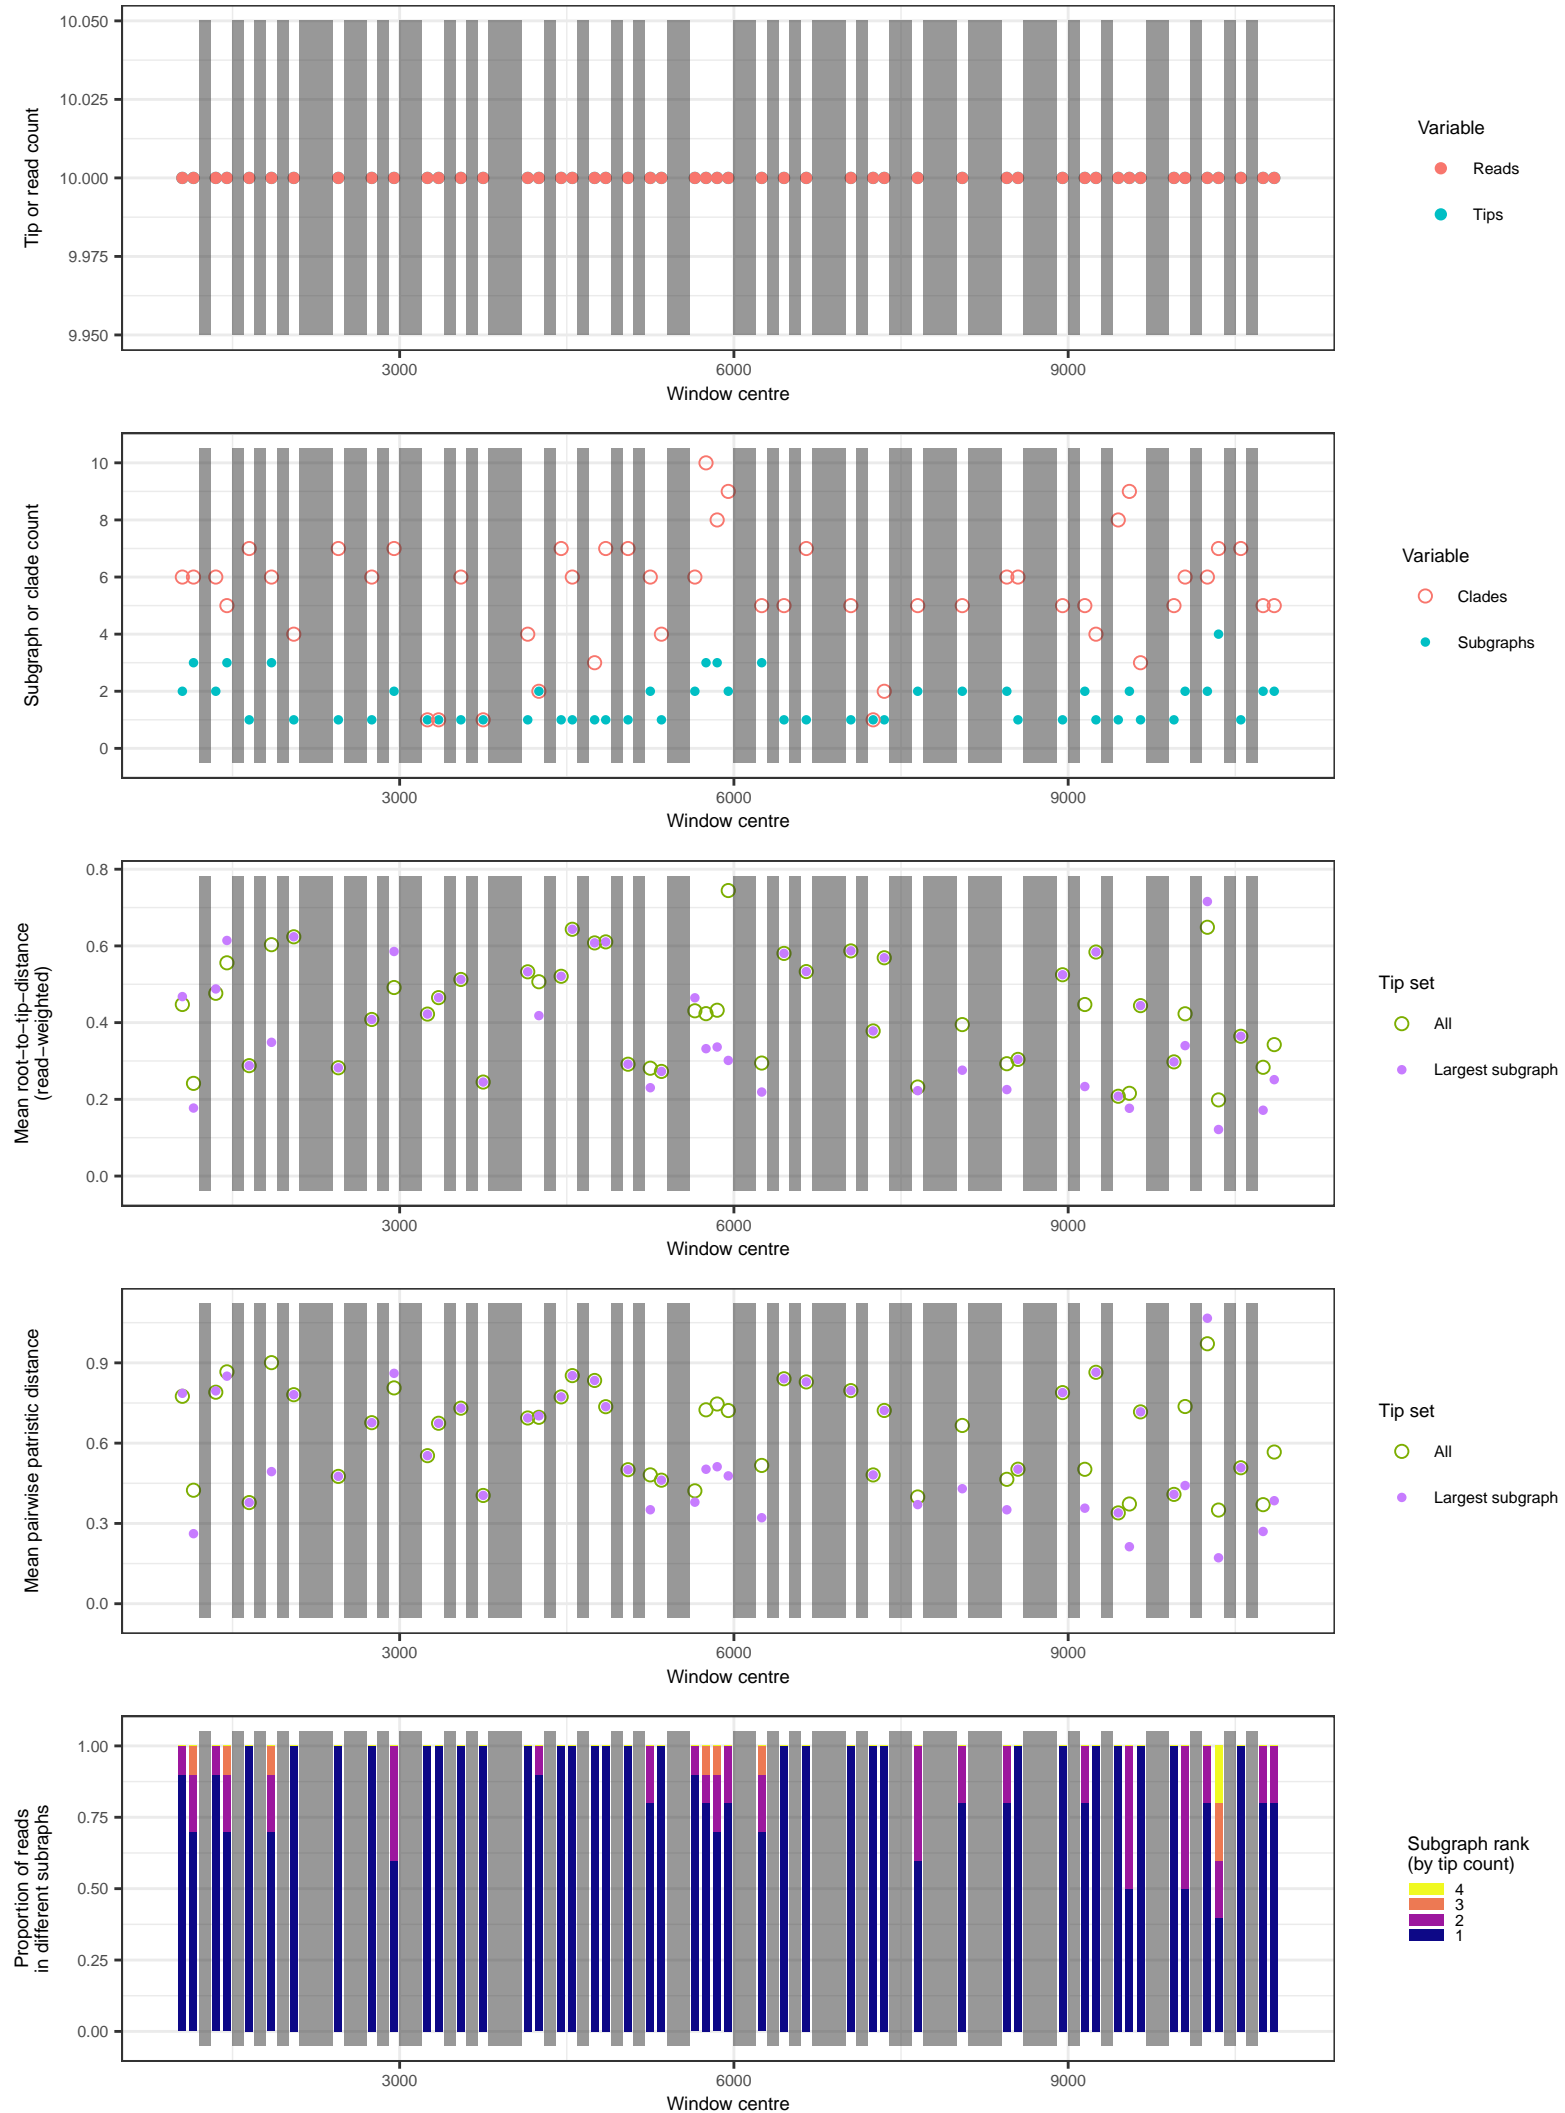 10.050
10.025
10.000
9.975
9.950
Tip or read count
3000 6000 9000
Window centre
Variable
Reads
Tips
10
8
6
4
2
0
Subgraph or clade count
3000 6000 9000
Window centre
Variable
Clades
Subgraphs
0.8
0.6
0.4
0.2
0.0
Mean root−to−tip−distance
(read−weighted)
3000 6000 9000
Window centre
Tip set
All
Largest subgraph
0.9
0.6
0.3
0.0
Mean pairwise patristic distance
3000 6000 9000
Window centre
Tip set
All
Largest subgraph
1.00
0.75
0.50
0.25
0.00
Proportion of reads
in different subraphs
3000 6000 9000
Window centre
Subgraph rank
(by tip count)
4
3
2
1